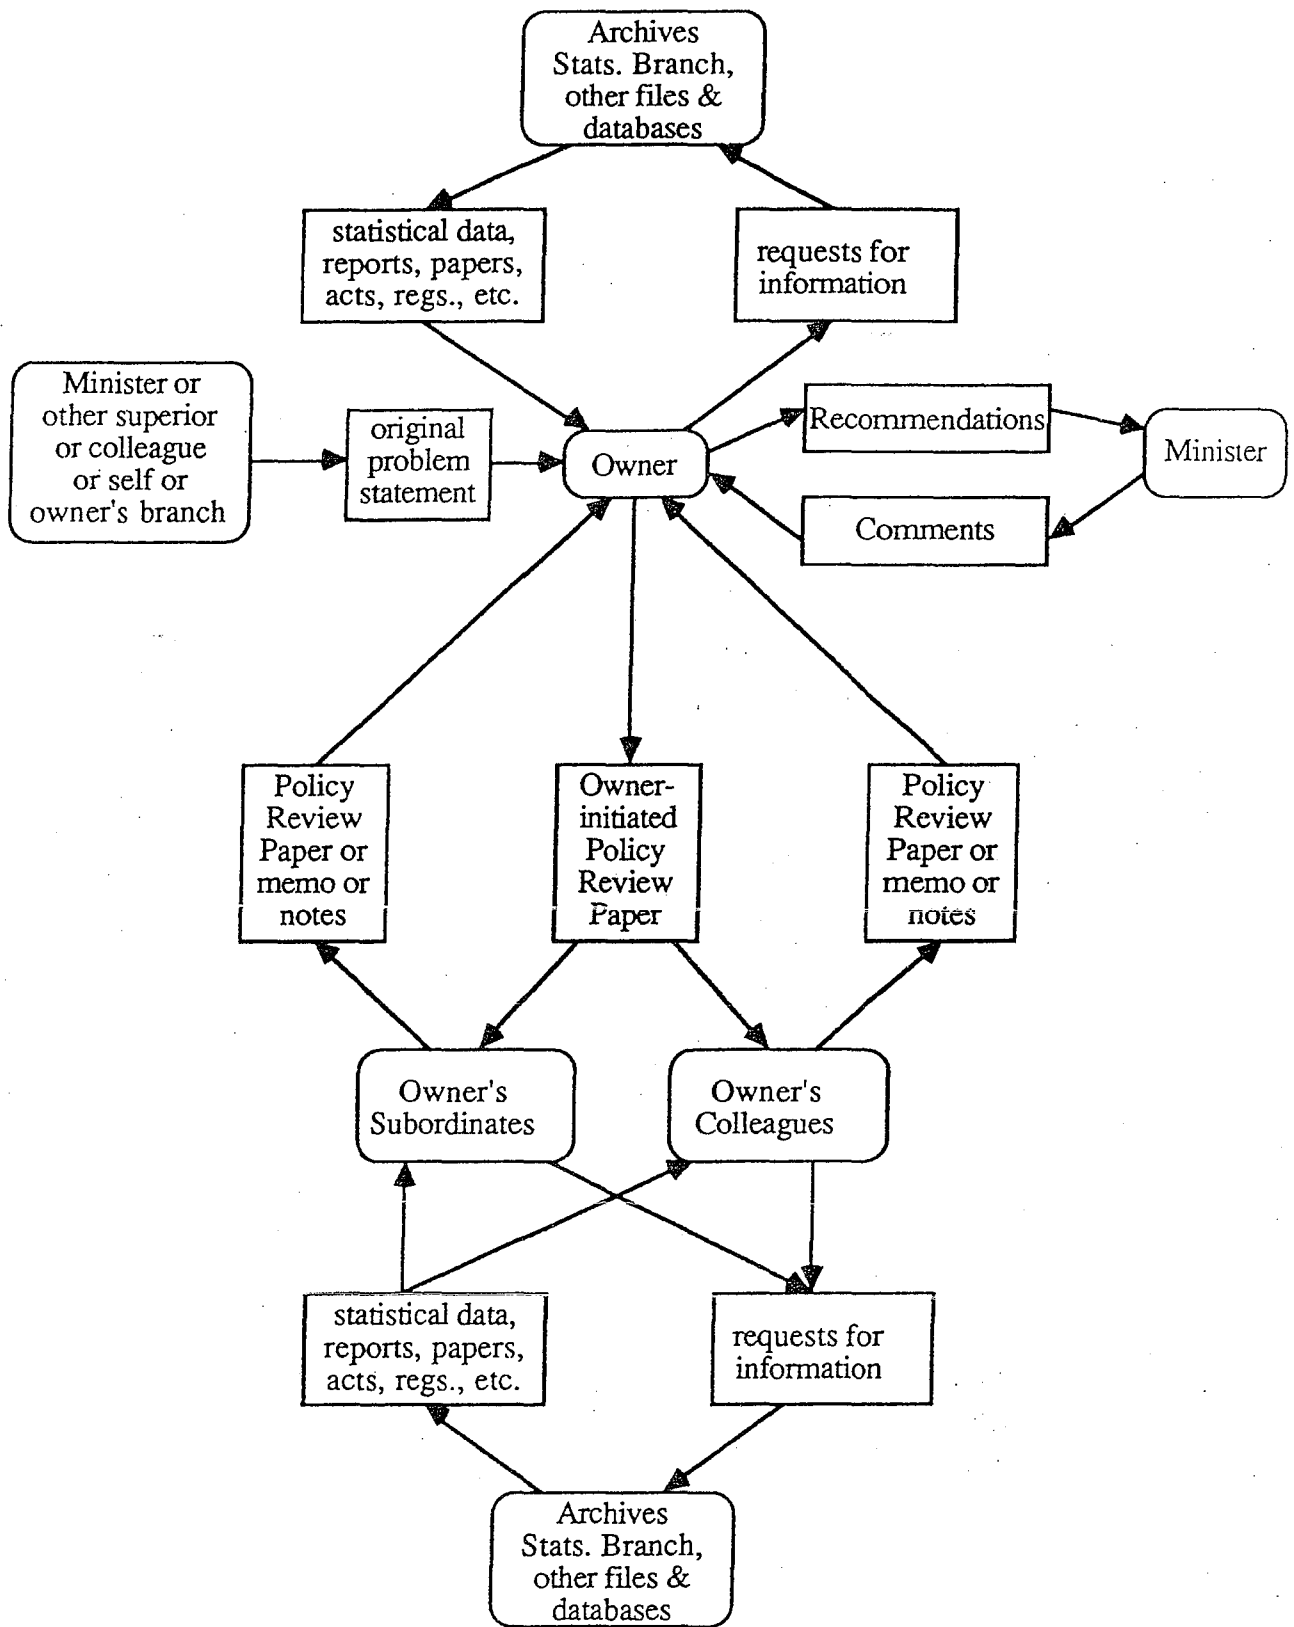 Archives
Stats. Branch,
other files &
databases
statistical data,
reports, papers,
acts, regs., etc.
requests for
information
Minister or
other superior
or colleague
or self or
owner's branch
original
problem
statement
Owner
Recommendations
Minister
Comments
Policy
Review
Paper or
memo or
notes
Owner-
initiated
Policy
Review
Paper
Policy
Review
Paper or
memo or
notes
Owner's
Subordinates
Owner's
Colleagues
statistical data,
reports, papers,
acts, regs., etc.
requests for
information
Archives
Stats. Branch,
other files &
databases